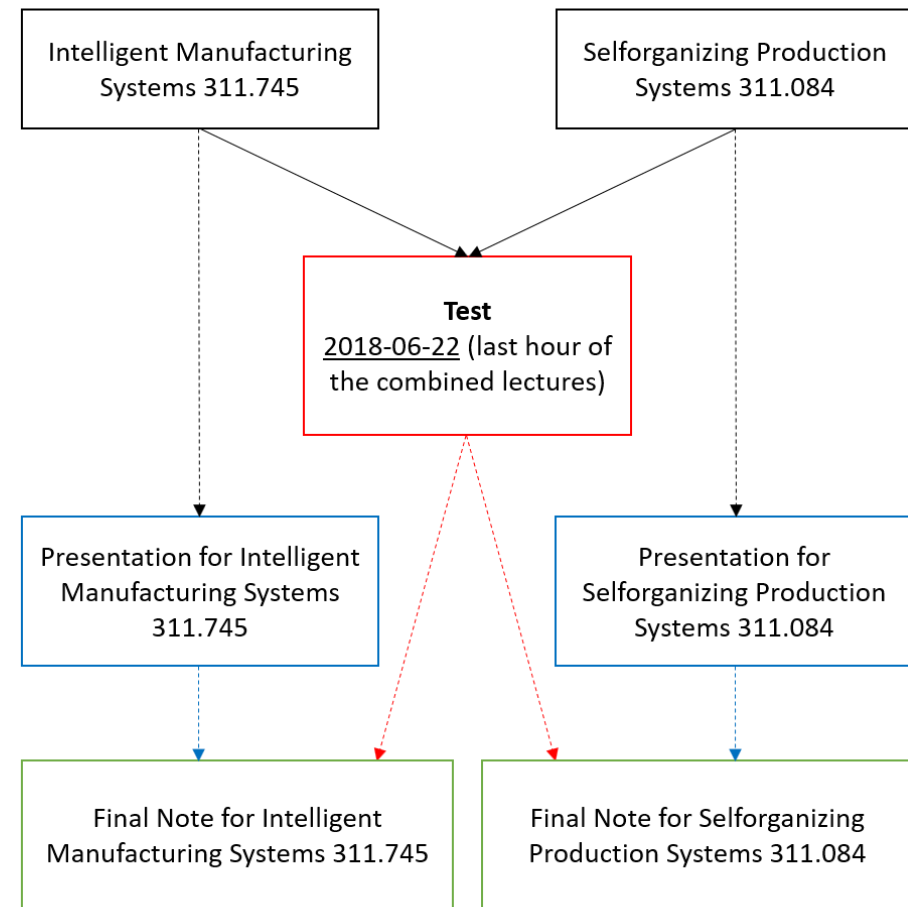 Intelligent Manufacturing
Systems 311.745
Selforganizing Production
Systems 311.084
Test
2018-06-22 (last hour of
the combined lectures)
Presentation for Intelligent
Manufacturing Systems
311.745
Presentation for
Selforganizing Production
Systems 311.084
Final Note for Intelligent
Manufacturing Systems 311.745
Final Note for Selforganizing
Production Systems 311.084